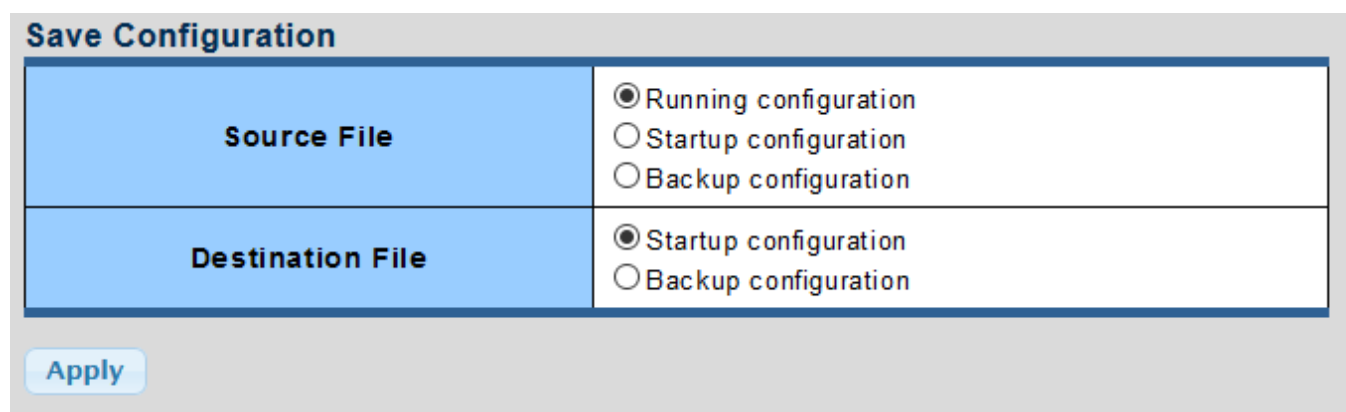 Save Configuration
Source File
Running configuration
Startup configuration
Backup configuration
Destination File
Startup configuration
Backup configuration
Apply